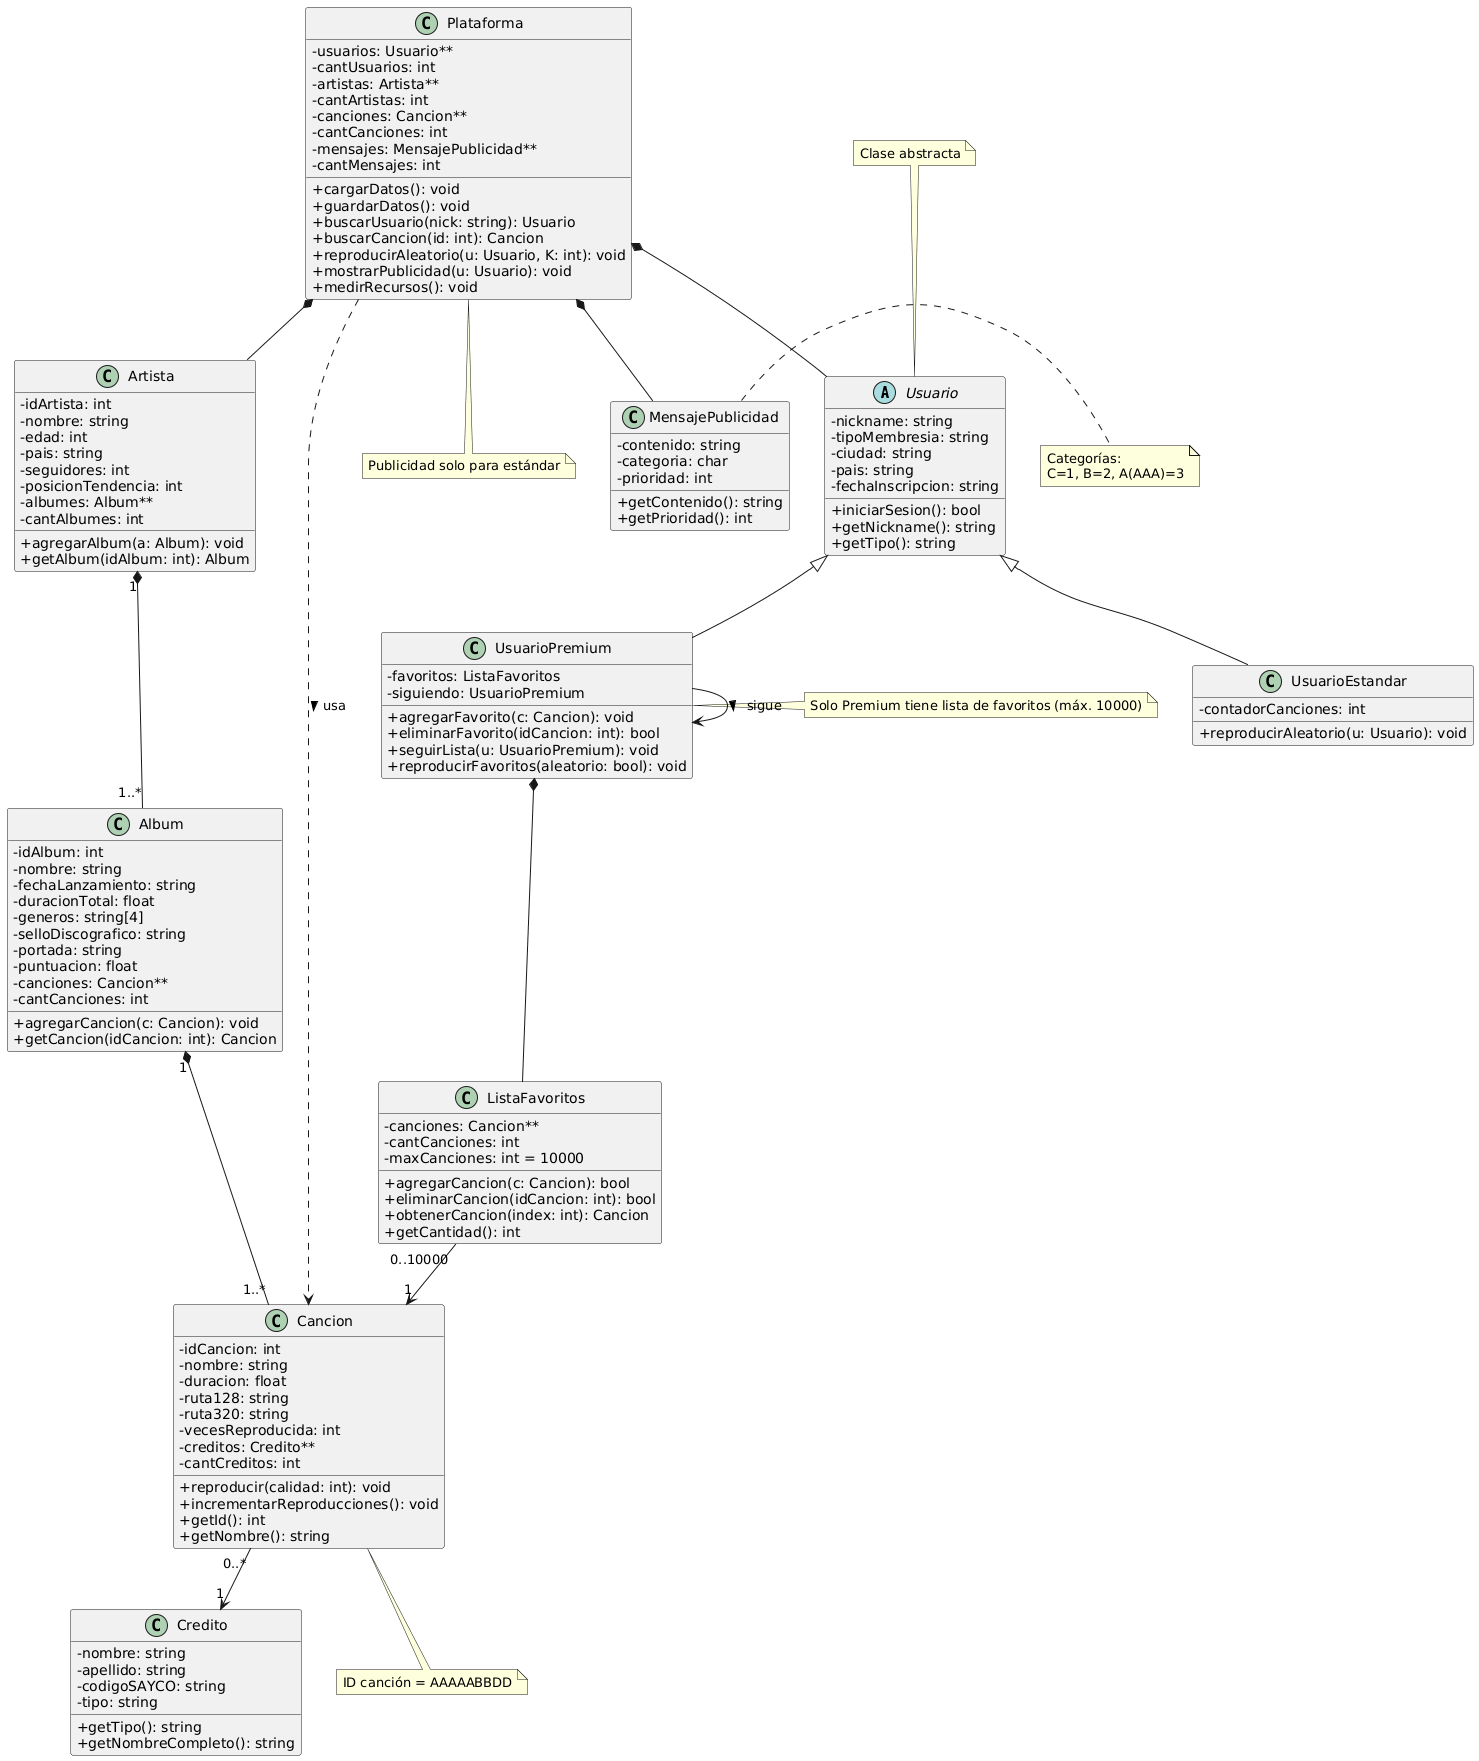 C Plataforma
-usuarios: Usuario**
-cantUsuarios: int
-artistas: Artista**
-cantArtistas: int
-canciones: Cancion**
-cantCanciones: int
-mensajes: MensajePublicidad**
-cantMensajes: int
+cargarDatos(): void
+guardarDatos(): void
+buscarUsuario(nick: string): Usuario
+buscarCancion(id: int): Cancion
+reproducirAleatorio(u: Usuario, K: int): void
+mostrarPublicidad(u: Usuario): void
+medirRecursos(): void
Clase abstracta
C Artista
-idArtista: int
-nombre: string
-edad: int
-pais: string
-seguidores: int
-posicionTendencia: int
-albumes: Album**
-cantAlbumes: int
+agregarAlbum(a: Album): void
+getAlbum(idAlbum: int): Album
Publicidad solo para estándar
C MensajePublicidad
-contenido: string
-categoria: char
-prioridad: int
+getContenido(): string
+getPrioridad(): int
A Usuario
-nickname: string
-tipoMembresia: string
-ciudad: string
-pais: string
-fechaInscripcion: string
+iniciarSesion(): bool
+getNickname(): string
+getTipo(): string
Categorías:
C=1, B=2, A(AAA)=3
1
1..*
usa
C UsuarioPremium
-favoritos: ListaFavoritos
-siguiendo: UsuarioPremium
+agregarFavorito(c: Cancion): void
+eliminarFavorito(idCancion: int): bool
+seguirLista(u: UsuarioPremium): void
+reproducirFavoritos(aleatorio: bool): void
sigue
Solo Premium tiene lista de favoritos (máx. 10000)
C UsuarioEstandar
-contadorCanciones: int
+reproducirAleatorio(u: Usuario): void
C Album
-idAlbum: int
-nombre: string
-fechaLanzamiento: string
-duracionTotal: float
-generos: string[4]
-selloDiscografico: string
-portada: string
-puntuacion: float
-canciones: Cancion**
-cantCanciones: int
+agregarCancion(c: Cancion): void
+getCancion(idCancion: int): Cancion
1
1..*
C ListaFavoritos
-canciones: Cancion**
-cantCanciones: int
-maxCanciones: int = 10000
+agregarCancion(c: Cancion): bool
+eliminarCancion(idCancion: int): bool
+obtenerCancion(index: int): Cancion
+getCantidad(): int
0..10000
1
C Cancion
-idCancion: int
-nombre: string
-duracion: float
-ruta128: string
-ruta320: string
-vecesReproducida: int
-creditos: Credito**
-cantCreditos: int
+reproducir(calidad: int): void
+incrementarReproducciones(): void
+getId(): int
+getNombre(): string
0..*
1
C Credito
-nombre: string
-apellido: string
-codigoSAYCO: string
-tipo: string
+getTipo(): string
+getNombreCompleto(): string
ID canción = AAAAABBDD